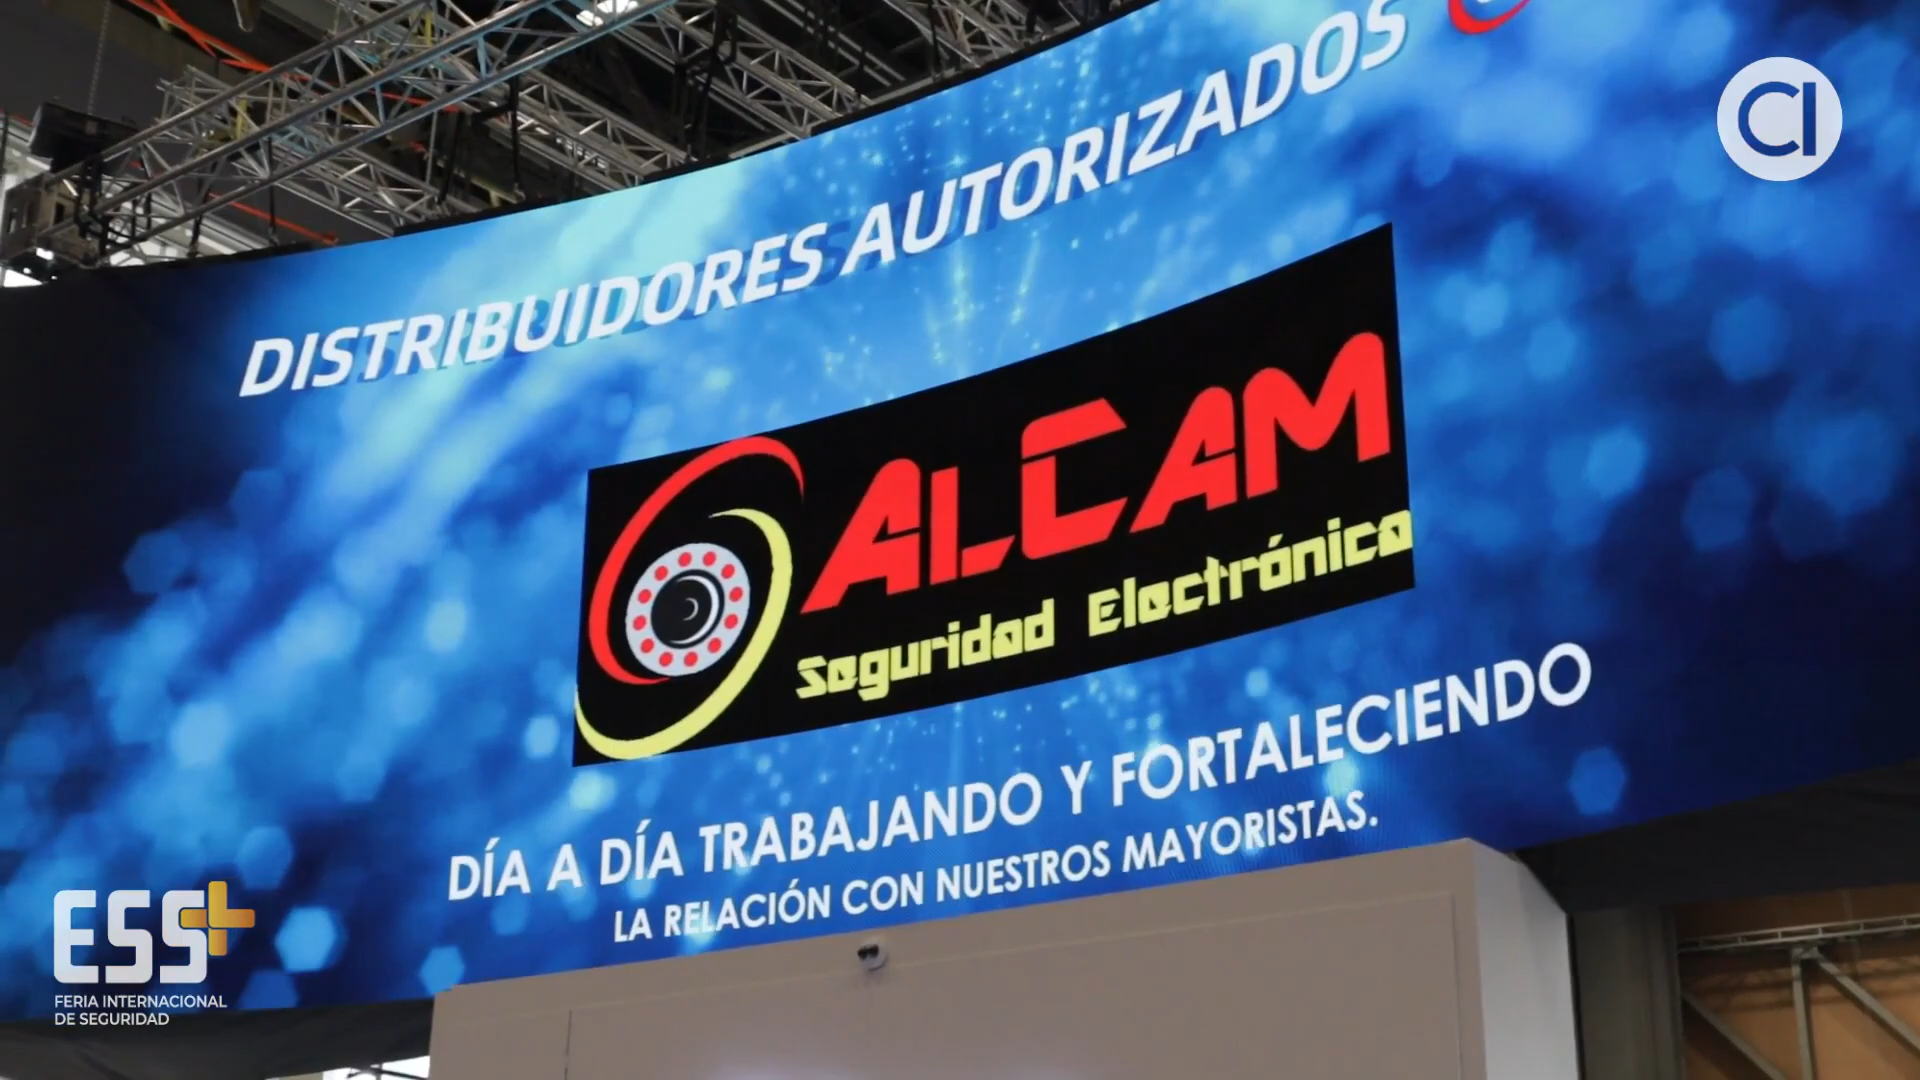 DISTRIBUIDORES AUTORIZADOS
CI
ALCAM
Seguridad Electrónica
DÍA A DÍA TRABAJANDO Y FORTALECIENDO
LA RELACIÓN CON NUESTROS MAYORISTAS.
ESS+
FERIA INTERNACIONAL
DE SEGURIDAD